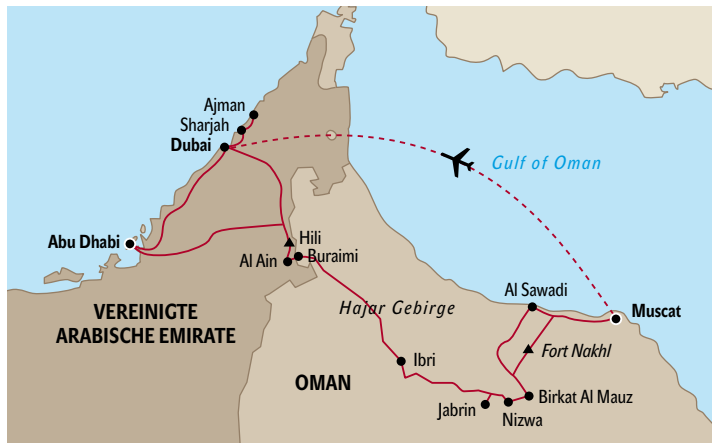 Ajman
Sharjah
Dubai
Gulf of Oman
Abu Dhabi
Hili
Al Ain
Buraimi
VEREINIGTE
ARABISCHE EMIRATE
Hajar Gebirge
Al Sawadi
Muscat
Fort Nakhl
Ibri
OMAN
Jabrin
Nizwa
Birkat Al Mauz